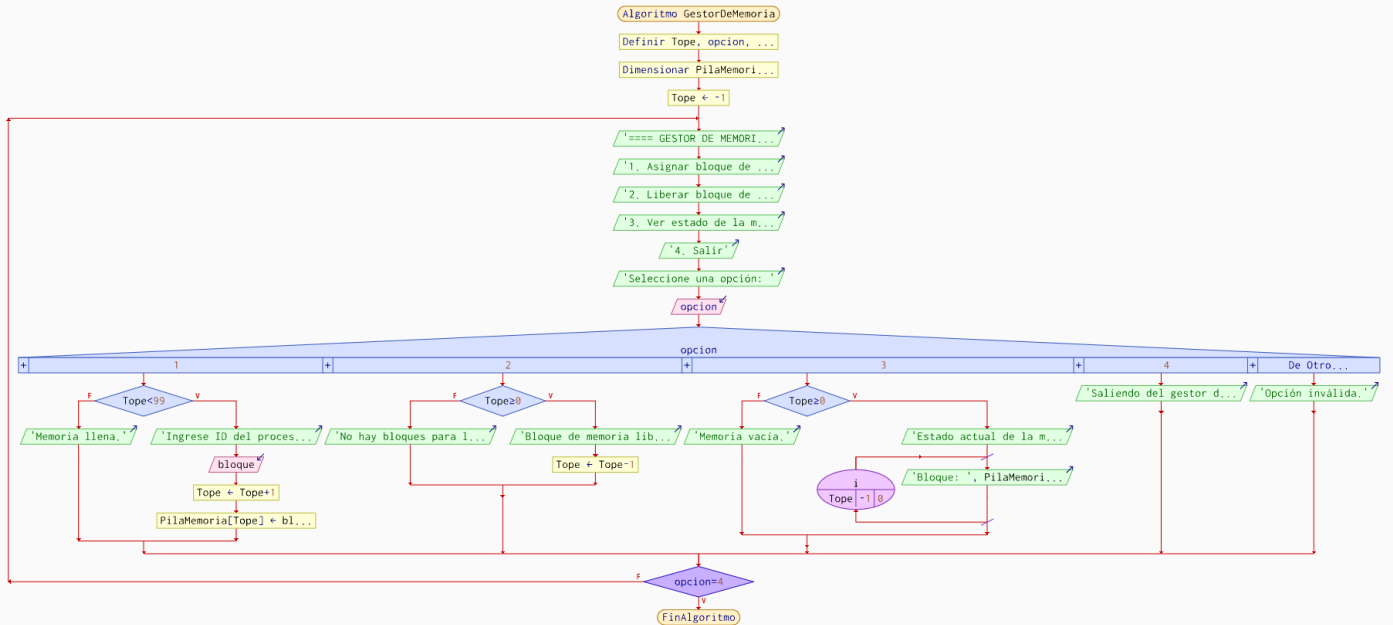 Algoritmo GestorDeMemoria
Definir Tope, opcion, ...
Dimensionar PilaMemori...
Tope ← -1
'==== GESTOR DE MEMORI...
'1. Asignar bloque de ...
'2. Liberar bloque de ...
'3. Ver estado de la m...
'4. Salir'
'Seleccione una opción: '
opcion
opcion
+ 1 + 2 + 3 + 4 + De Otro...
F Tope<99 V
F Tope≥0 V
F Tope≥0 V
'Saliendo del gestor d...
'Opción inválida.'
'Memoria llena.'
'Ingrese ID del proces...
'No hay bloques para l...
'Bloque de memoria lib...
'Memoria vacía.'
'Estado actual de la m...
bloque
Tope ← Tope-1
'Bloque: ', PilaMemori...
i
Tope -1 0
Tope ← Tope+1
PilaMemoria[Tope] ← bl...
F opcion=4
V
FinAlgoritmo